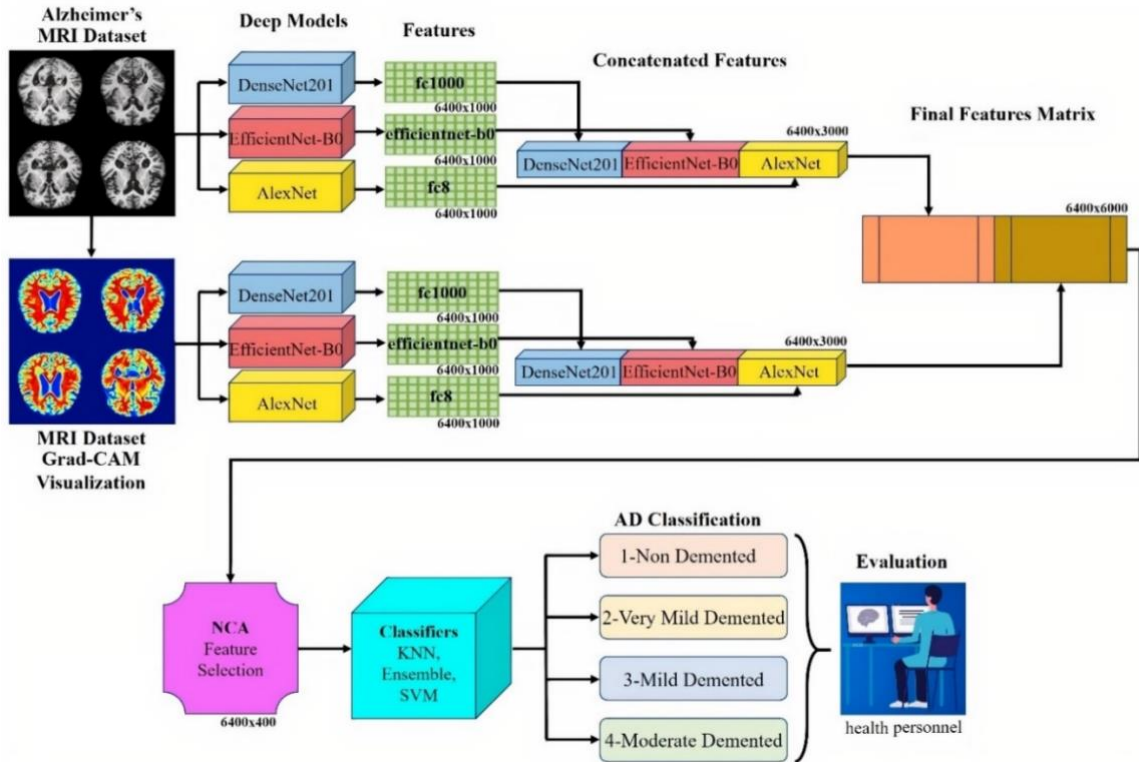 Alzheimer's
MRI Dataset
Deep Models
Features
Concatenated Features
Final Features Matrix
DenseNet201
EfficientNet-B0
AlexNet
fc1000
6400x1000
efficientnet-b0
6400x1000
fc8
6400x1000
6400x3000
DenseNet201
EfficientNet-B0
AlexNet
6400x6000
DenseNet201
EfficientNet-B0
AlexNet
fc1000
6400x1000
efficientnet-b0
6400x1000
fc8
6400x1000
6400x3000
DenseNet201
EfficientNet-B0
AlexNet
MRI Dataset
Grad-CAM
Visualization
NCA
Feature
Selection
6400x400
Classifiers
KNN,
Ensemble,
SVM
AD Classification
1-Non Demented
2-Very Mild Demented
3-Mild Demented
4-Moderate Demented
Evaluation
health personnel